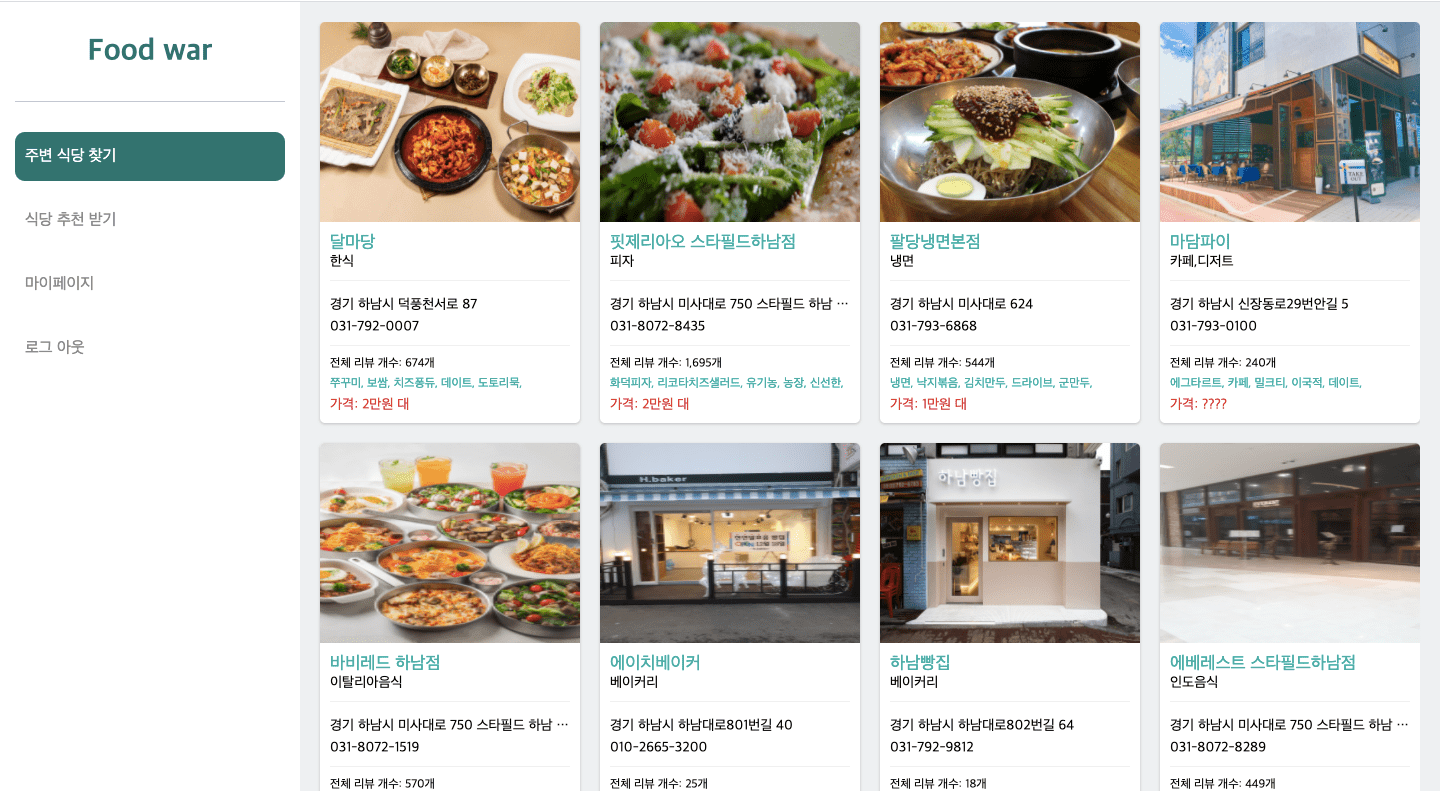 Food war
주변 식당 찾기
식당 추천 받기
마이페이지
로그 아웃
달마당
한식
경기 하남시 덕풍천서로 87
031-792-0007
전체 리뷰 개수: 674개
쭈꾸미, 보쌈, 치즈퐁듀, 데이트, 도토리묵,
가격: 2만원 대
핏제리아오 스타필드하남점
피자
경기 하남시 미사대로 750 스타필드 하남 …
031-8072-8435
전체 리뷰 개수: 1,695개
화덕피자, 리코타치즈샐러드, 유기농, 농장, 신선한,
가격: 2만원 대
팔당냉면본점
냉면
경기 하남시 미사대로 624
031-793-6868
전체 리뷰 개수: 544개
냉면, 낙지볶음, 김치만두, 드라이브, 군만두,
가격: 1만원 대
TAKE OUT
마담파이
카페,디저트
경기 하남시 신장동로29번안길 5
031-793-0100
전체 리뷰 개수: 240개
에그타르트, 카페, 밀크티, 이국적, 데이트,
가격: ????
바비레드 하남점
이탈리아음식
경기 하남시 미사대로 750 스타필드 하남 …
031-8072-1519
전체 리뷰 개수: 570개
H.baker
에이치베이커
베이커리
경기 하남시 하남대로801번길 40
010-2665-3200
전체 리뷰 개수: 25개
하남빵집
하남빵집
베이커리
경기 하남시 하남대로802번길 64
031-792-9812
전체 리뷰 개수: 18개
에베레스트 스타필드하남점
인도음식
경기 하남시 미사대로 750 스타필드 하남 …
031-8072-8289
전체 리뷰 개수: 449개